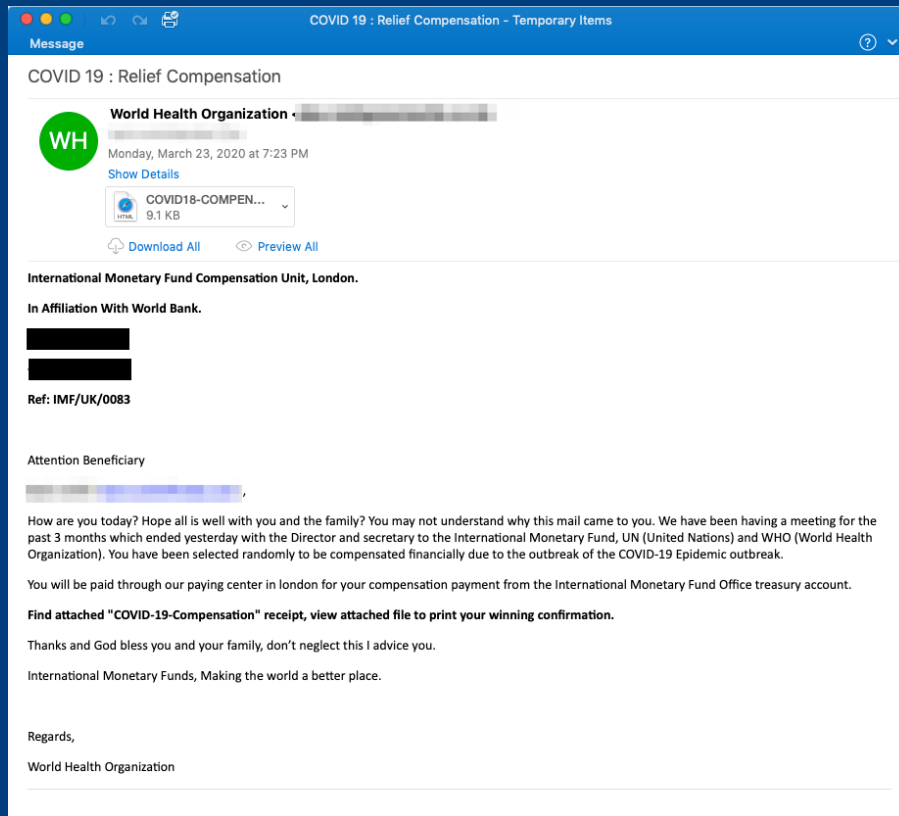 COVID 19 : Relief Compensation - Temporary Items
Message
COVID 19 : Relief Compensation
World Health Organization
WH
Monday, March 23, 2020 at 7:23 PM
Show Details
COVID18-COMPEN...
HTML
9.1 KB
Download All Preview All
International Monetary Fund Compensation Unit, London.
In Affiliation With World Bank.
Ref: IMF/UK/0083
Attention Beneficiary
,
How are you today? Hope all is well with you and the family? You may not understand why this mail came to you. We have been having a meeting for the
past 3 months which ended yesterday with the Director and secretary to the International Monetary Fund, UN (United Nations) and WHO (World Health
Organization). You have been selected randomly to be compensated financially due to the outbreak of the COVID-19 Epidemic outbreak.
You will be paid through our paying center in london for your compensation payment from the International Monetary Fund Office treasury account.
Find attached "COVID-19-Compensation" receipt, view attached file to print your winning confirmation.
Thanks and God bless you and your family, don't neglect this I advice you.
International Monetary Funds, Making the world a better place.
Regards,
World Health Organization